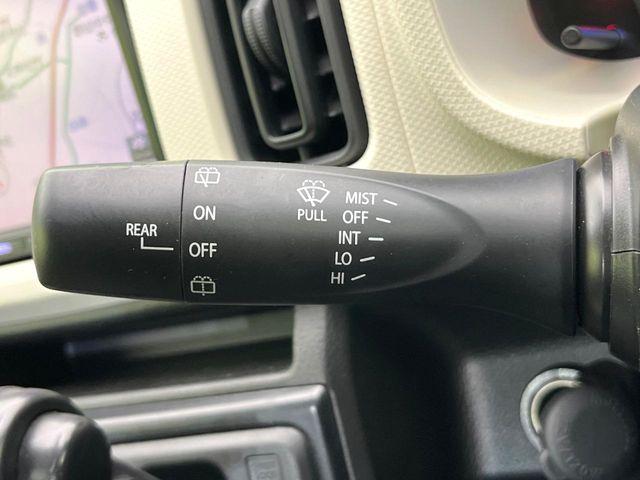 MIST
ON
PULL
OFF
REAR
INT
OFF
LO
HI